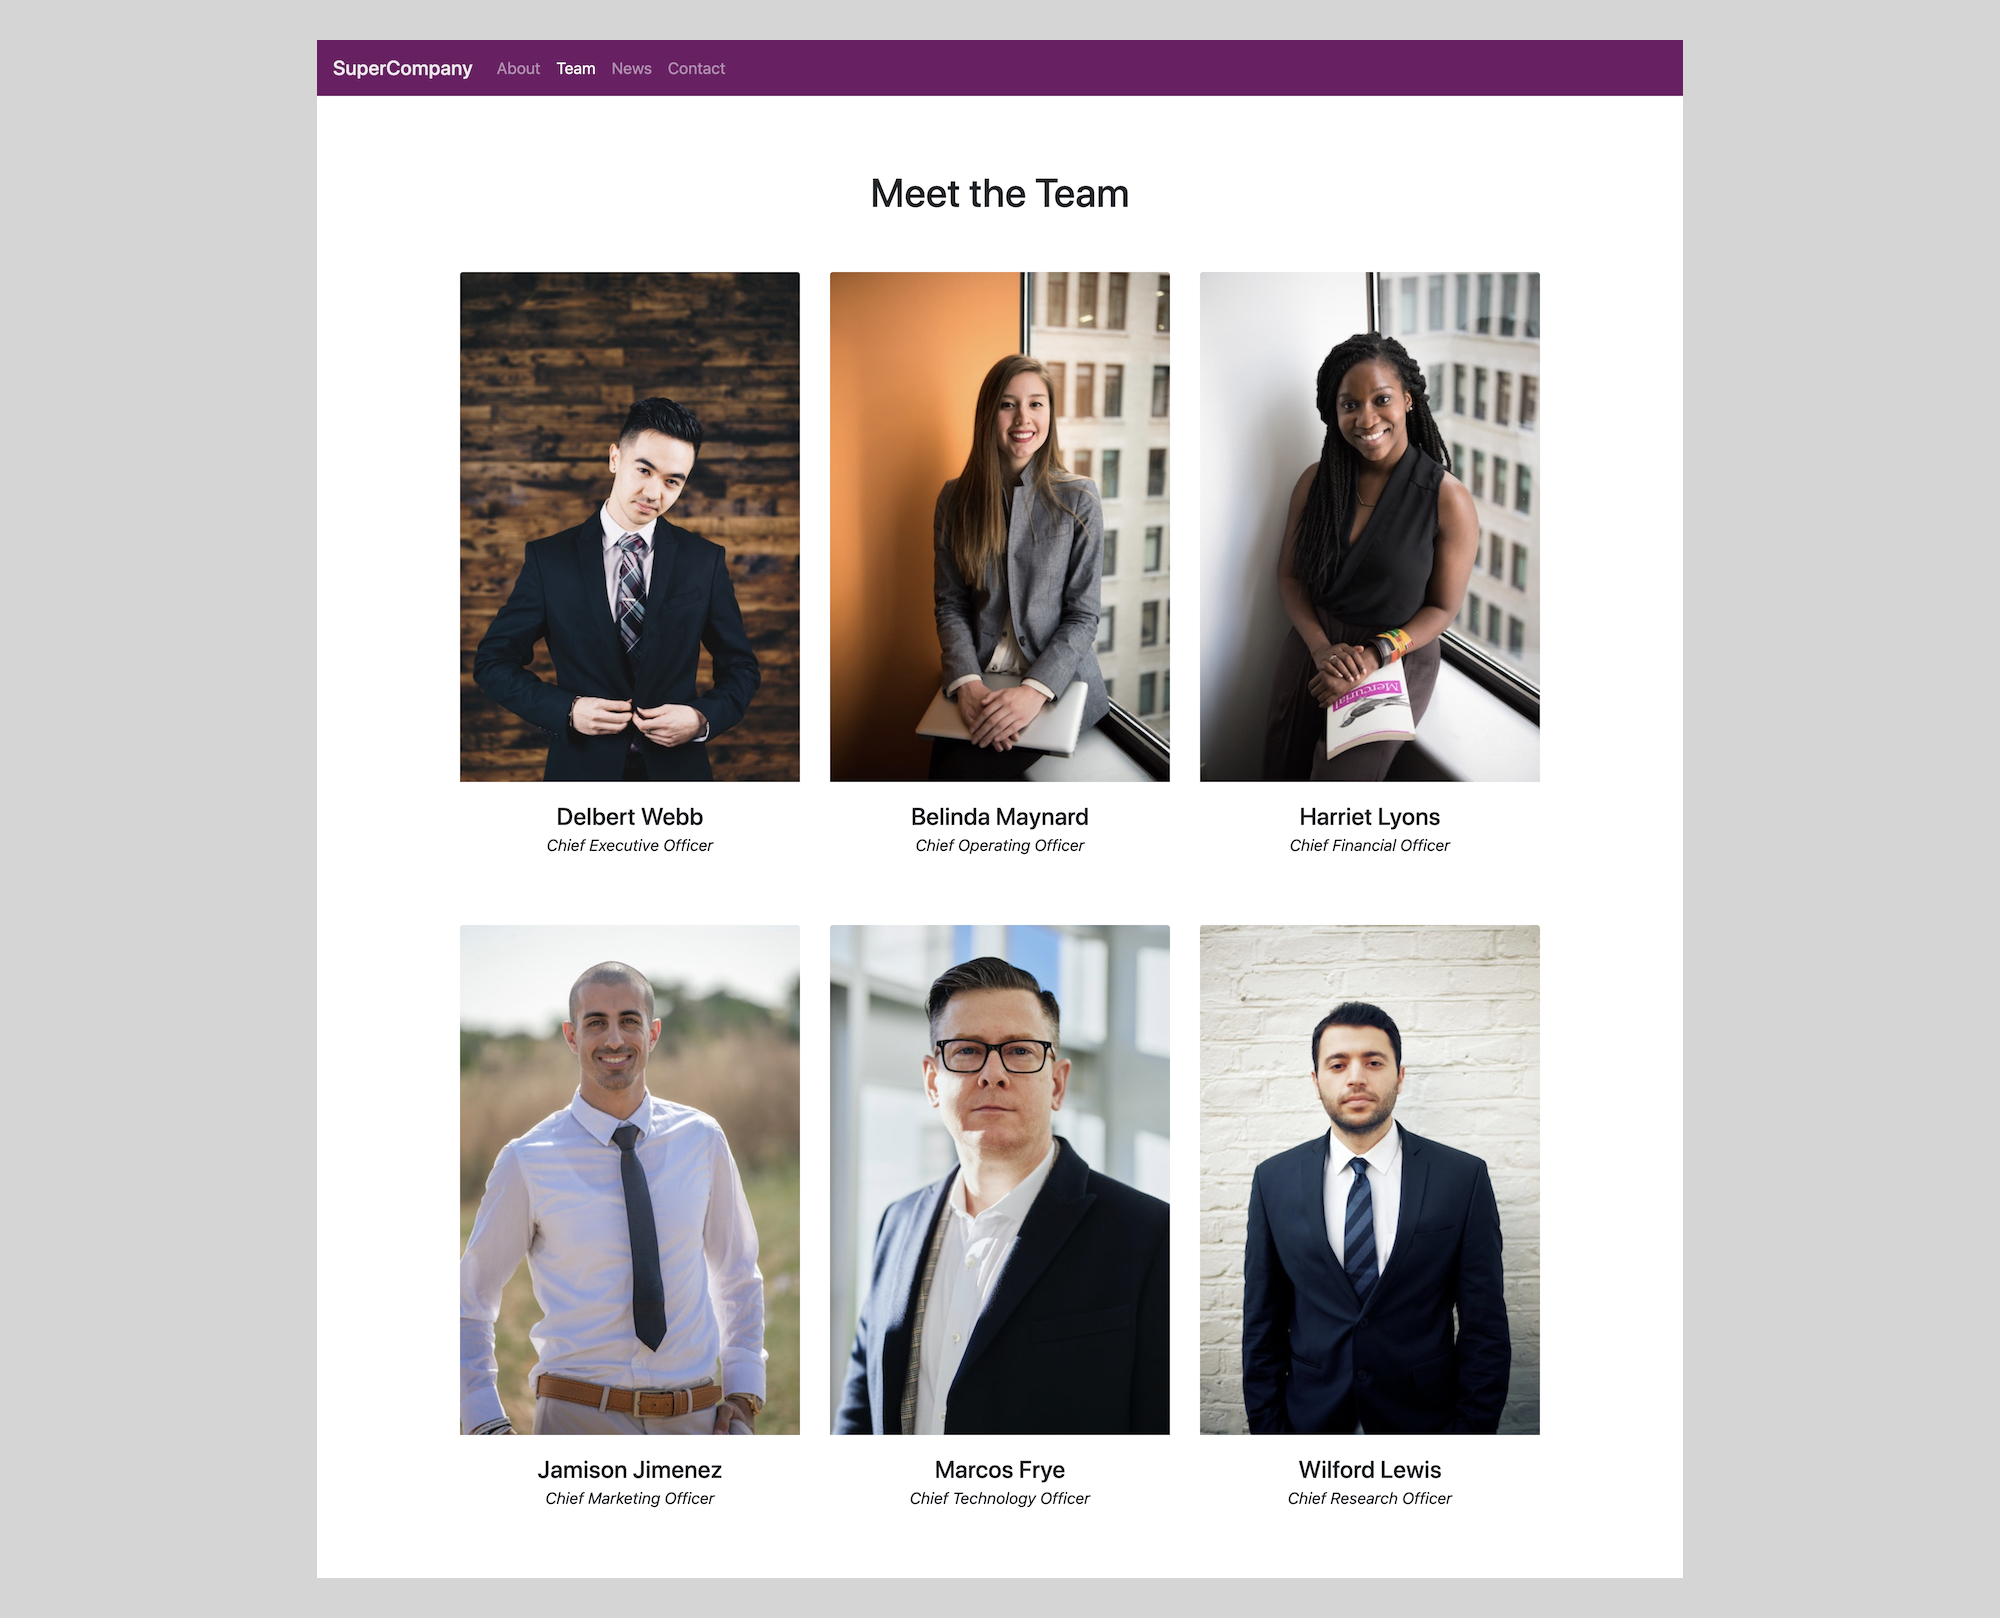 SuperCompany About Team News Contact
Meet the Team
Mercurial
Delbert Webb
Chief Executive Officer
Belinda Maynard
Chief Operating Officer
Harriet Lyons
Chief Financial Officer
Jamison Jimenez
Chief Marketing Officer
Marcos Frye
Chief Technology Officer
Wilford Lewis
Chief Research Officer